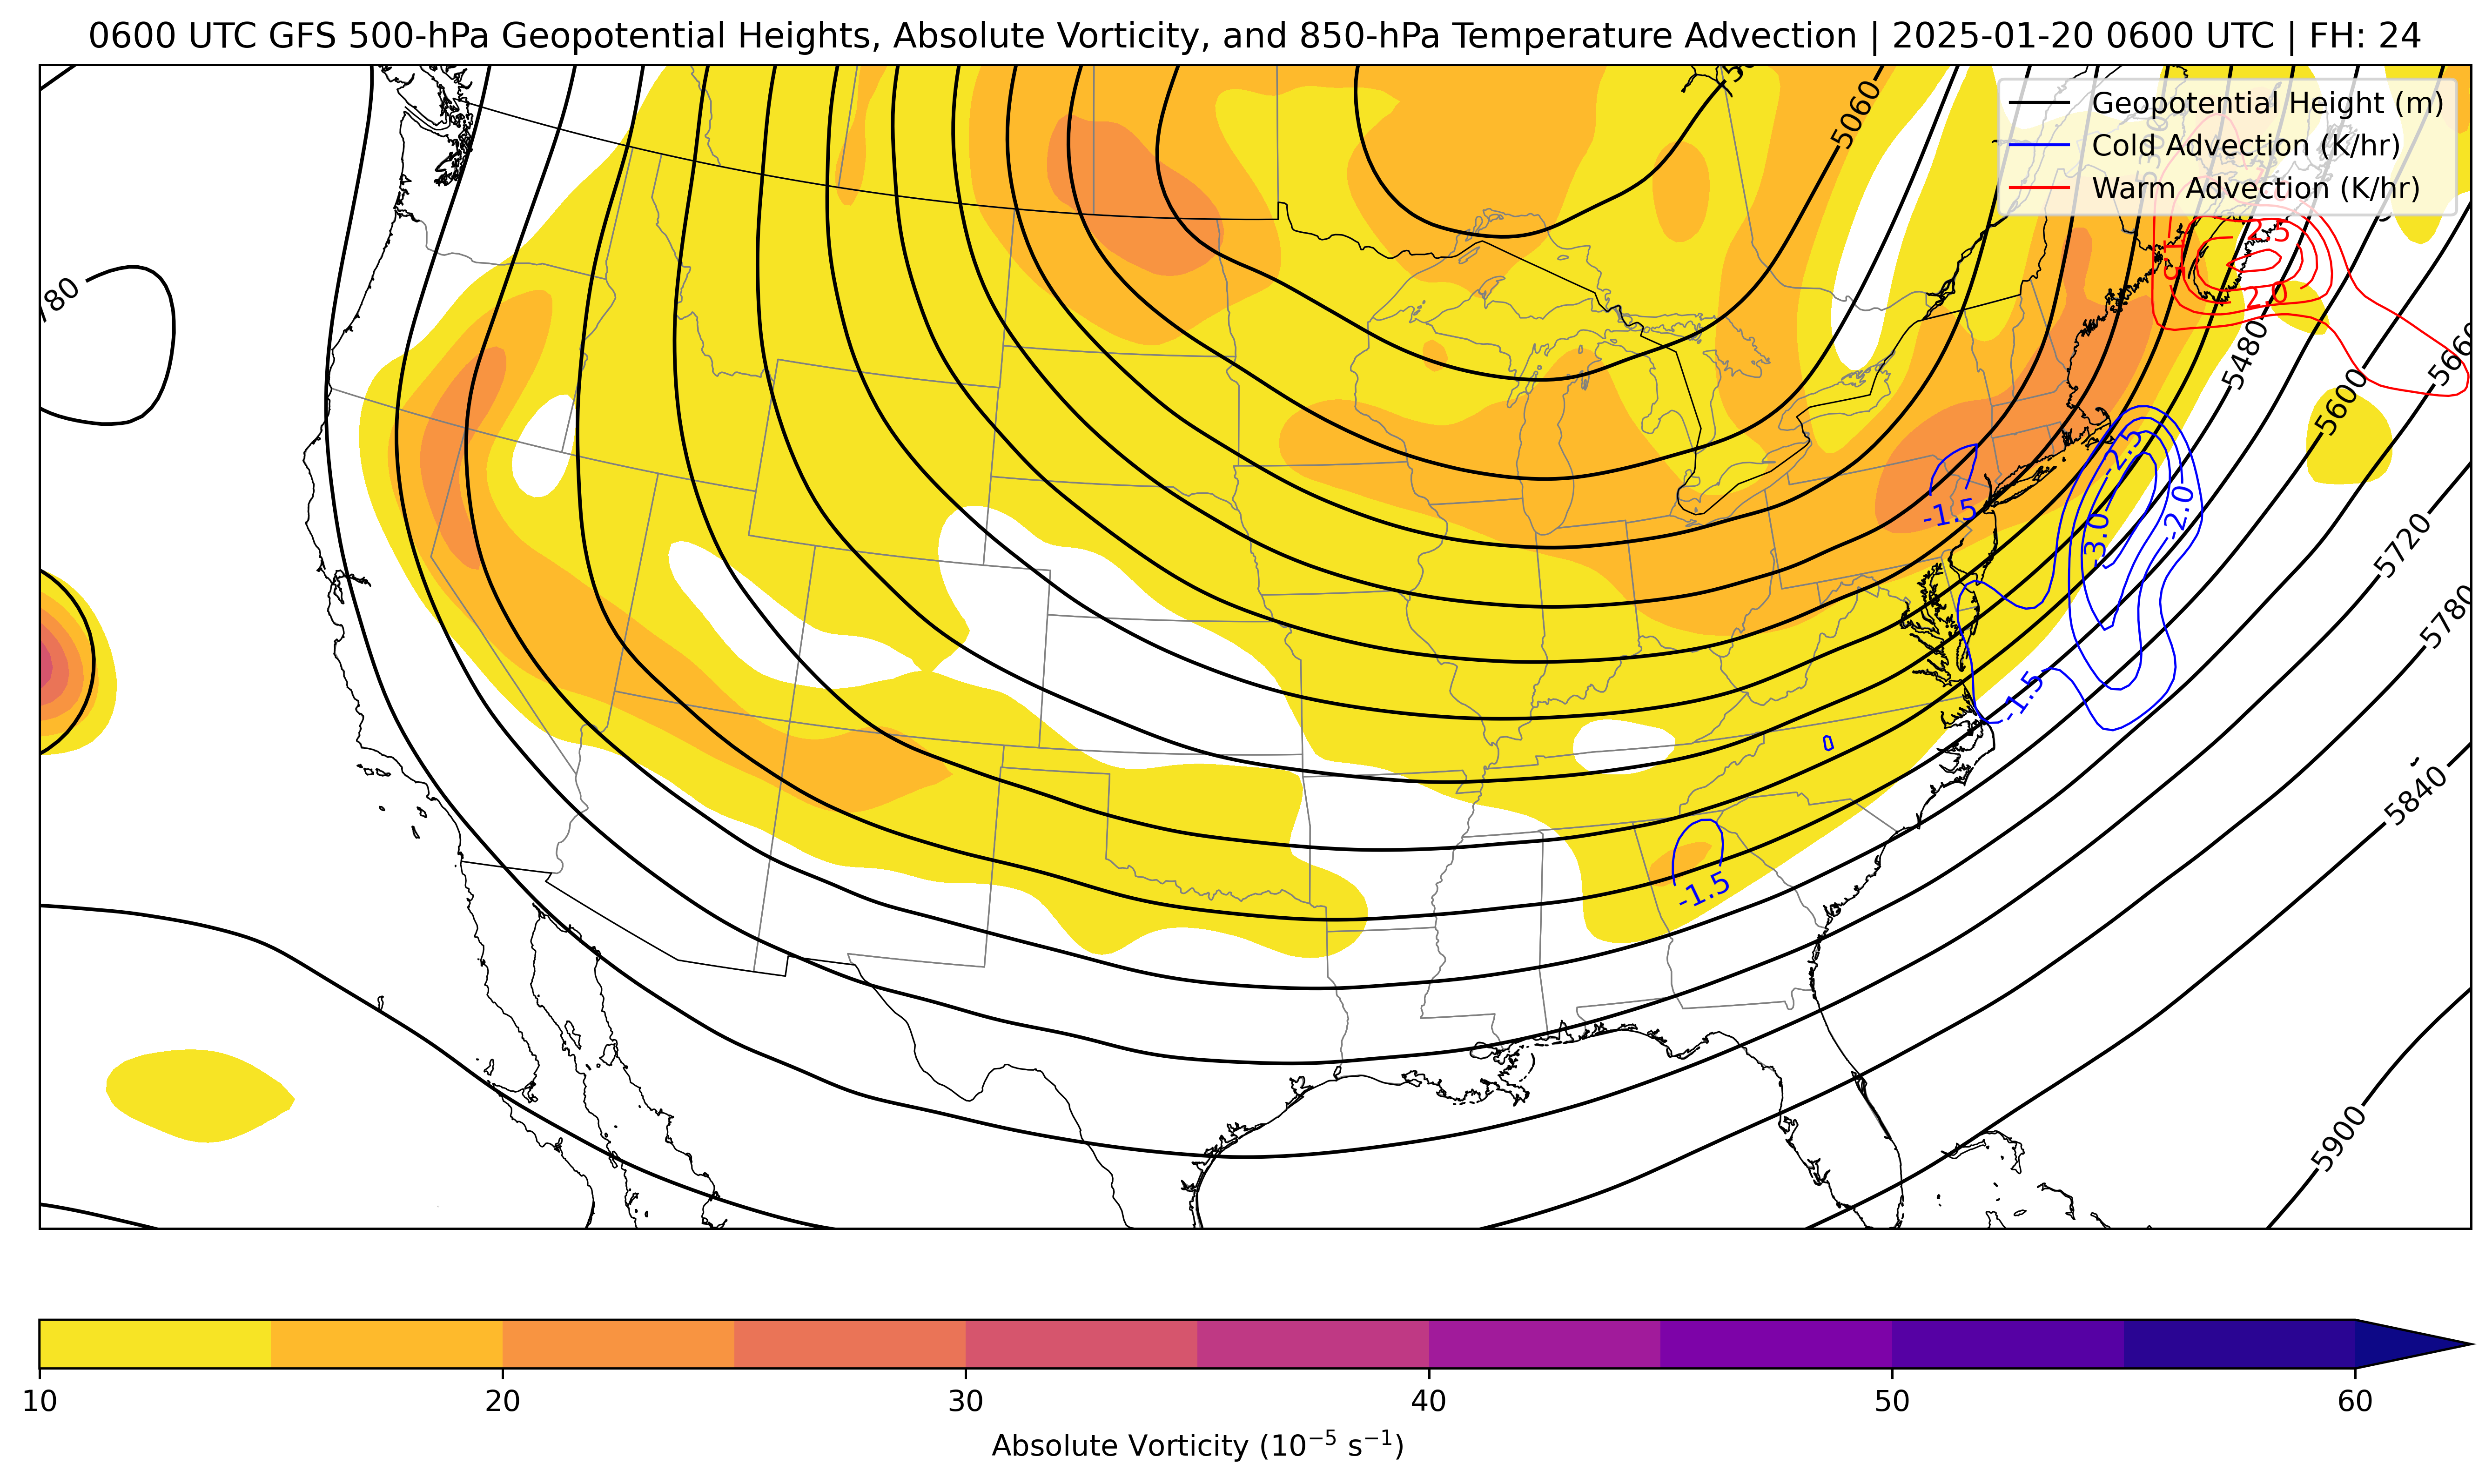 0600 UTC GFS 500-hPa Geopotential Heights, Absolute Vorticity, and 850-hPa Temperature Advection | 2025-01-20 0600 UTC | FH: 24
Geopotential Height (m)
Cold Advection (K/hr)
Warm Advection (K/hr)
5060
80
2.5
2.0
5480
5600
5660
-2.5
-1.5
-3.0
-2.0
5720
5780
-1.5
5840
-1.5
5900
10 20 30 40 50 60
Absolute Vorticity (10⁻⁵ s⁻¹)